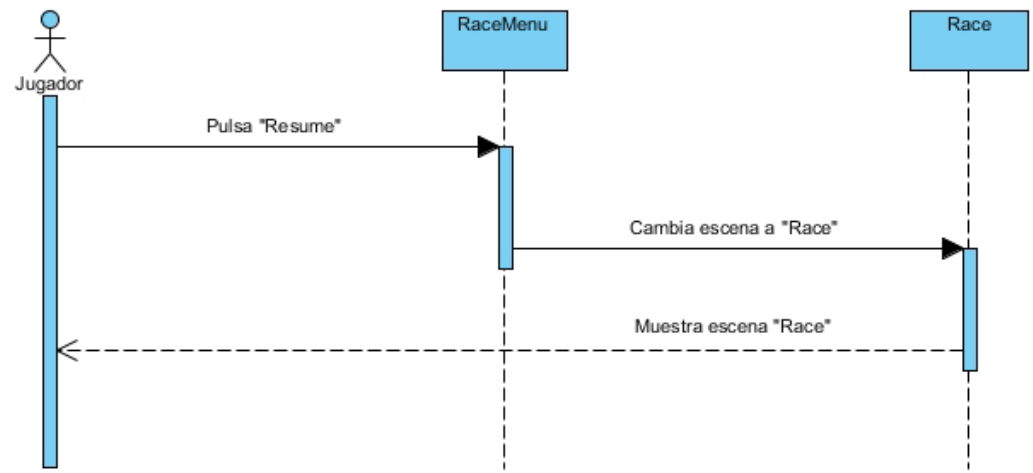 RaceMenu
Race
Jugador
Pulsa "Resume"
Cambia escena a "Race"
Muestra escena "Race"